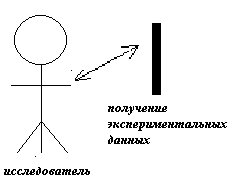 получение
экспериментальных
данных
исследователь